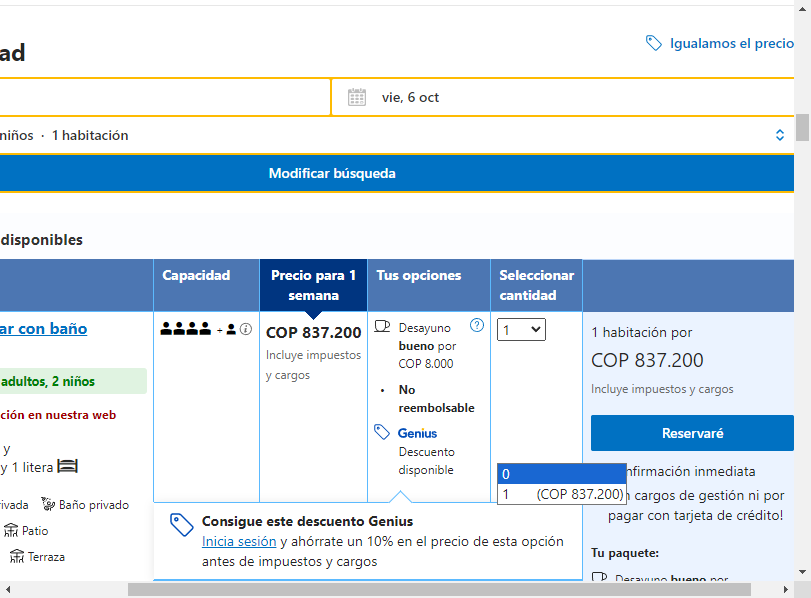 ad
Igualamos el precio
vie, 6 oct
niños · 1 habitación
Modificar búsqueda
disponibles
Capacidad
Precio para 1
semana
Tus opciones
Seleccionar
cantidad
ar con baño
adultos, 2 niños
ción en nuestra web
y
y 1 litera
ivada
Baño privado
Patio
Terraza
+
COP 837.200
Incluye impuestos
y cargos
Desayuno
bueno por
COP 8.000
• No
reembolsable
Genius
Descuento
disponible
1
0
1 (COP 837.200)
1 habitación por
COP 837.200
Incluye impuestos y cargos
Reservaré
nfirmación inmediata
n cargos de gestión ni por
pagar con tarjeta de crédito!
Tu paquete:
Desayuno bueno por
Consigue este descuento Genius
Inicia sesión y ahórrate un 10% en el precio de esta opción
antes de impuestos y cargos